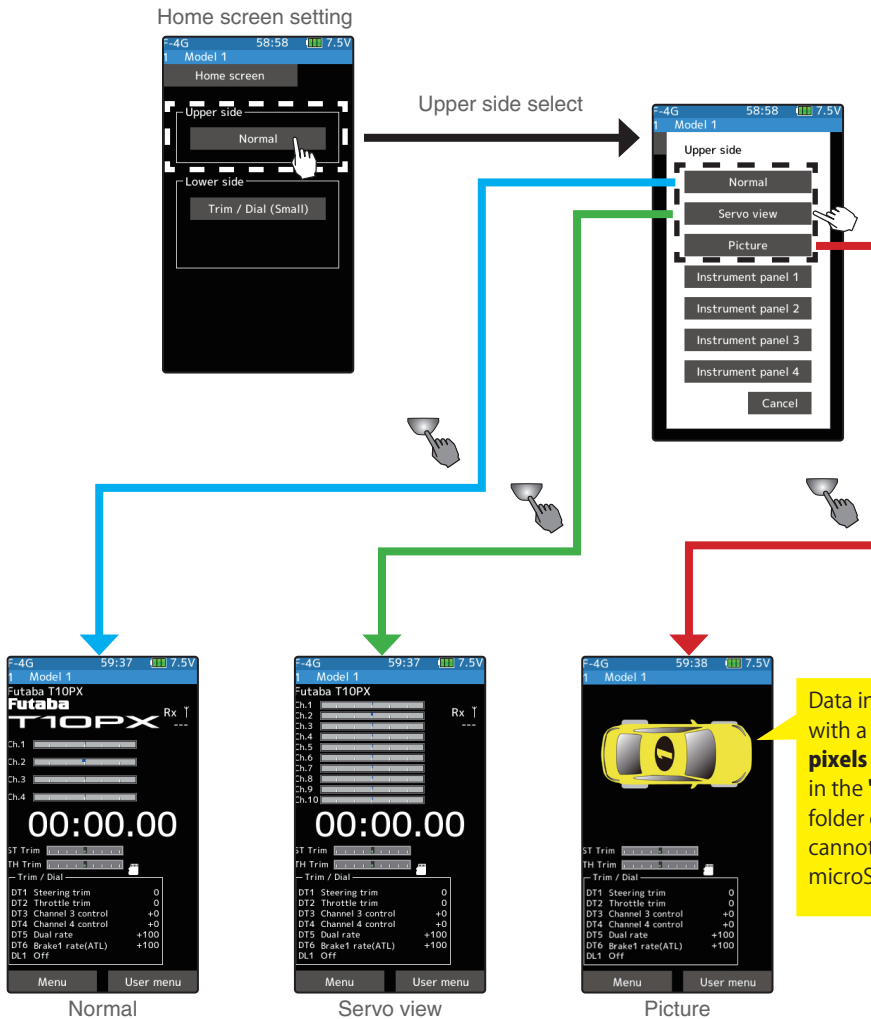 Home screen setting
F-4G 58:58 7.5V
1 Model 1
Home screen
Upper side
Normal
Lower side
Trim / Dial (Small)
Upper side select
F-4G 58:58 7.5V
1 Model 1
Upper side
Normal
Servo view
Picture
Instrument panel 1
Instrument panel 2
Instrument panel 3
Instrument panel 4
Cancel
F-4G 59:37 7.5V
1 Model 1
Futaba T10PX
Futaba
T10PX
Rx
---
Ch.1
Ch.2
Ch.3
Ch.4
00:00.00
ST Trim
TH Trim
Trim / Dial
DT1 Steering trim 0
DT2 Throttle trim 0
DT3 Channel 3 control +0
DT4 Channel 4 control +0
DT5 Dual rate +100
DT6 Brake1 rate(ATL) +100
DL1 Off
Menu User menu
Normal
F-4G 59:37 7.5V
1 Model 1
Futaba T10PX
Rx
---
Ch.1
Ch.2
Ch.3
Ch.4
Ch.5
Ch.6
Ch.7
Ch.8
Ch.9
Ch.10
00:00.00
ST Trim
TH Trim
Trim / Dial
DT1 Steering trim 0
DT2 Throttle trim 0
DT3 Channel 3 control +0
DT4 Channel 4 control +0
DT5 Dual rate +100
DT6 Brake1 rate(ATL) +100
DL1 Off
Menu User menu
Servo view
F-4G 59:38 7.5V
1 Model 1
1
ST Trim
TH Trim
Trim / Dial
DT1 Steering trim 0
DT2 Throttle trim 0
DT3 Channel 3 control +0
DT4 Channel 4 control +0
DT5 Dual rate +100
DT6 Brake1 rate(ATL) +100
DL1 Off
Menu User menu
Picture
Data in
with a
pixels
in the
folder
cannot
microS